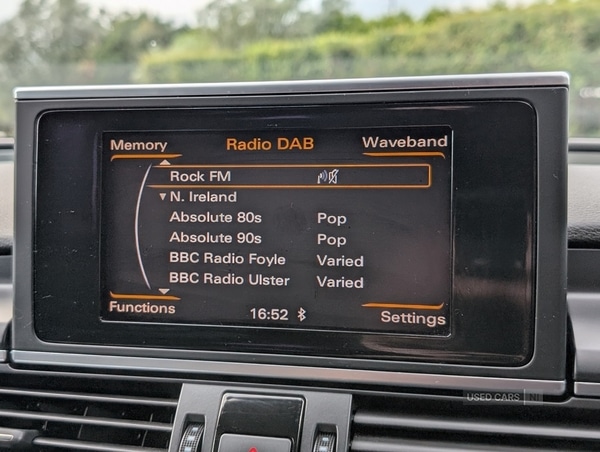 Memory Radio DAB Waveband
Rock FM
N. Ireland
Absolute 80s Pop
Absolute 90s Pop
BBC Radio Foyle Varied
BBC Radio Ulster Varied
Functions 16:52 Settings
USED CARS NI